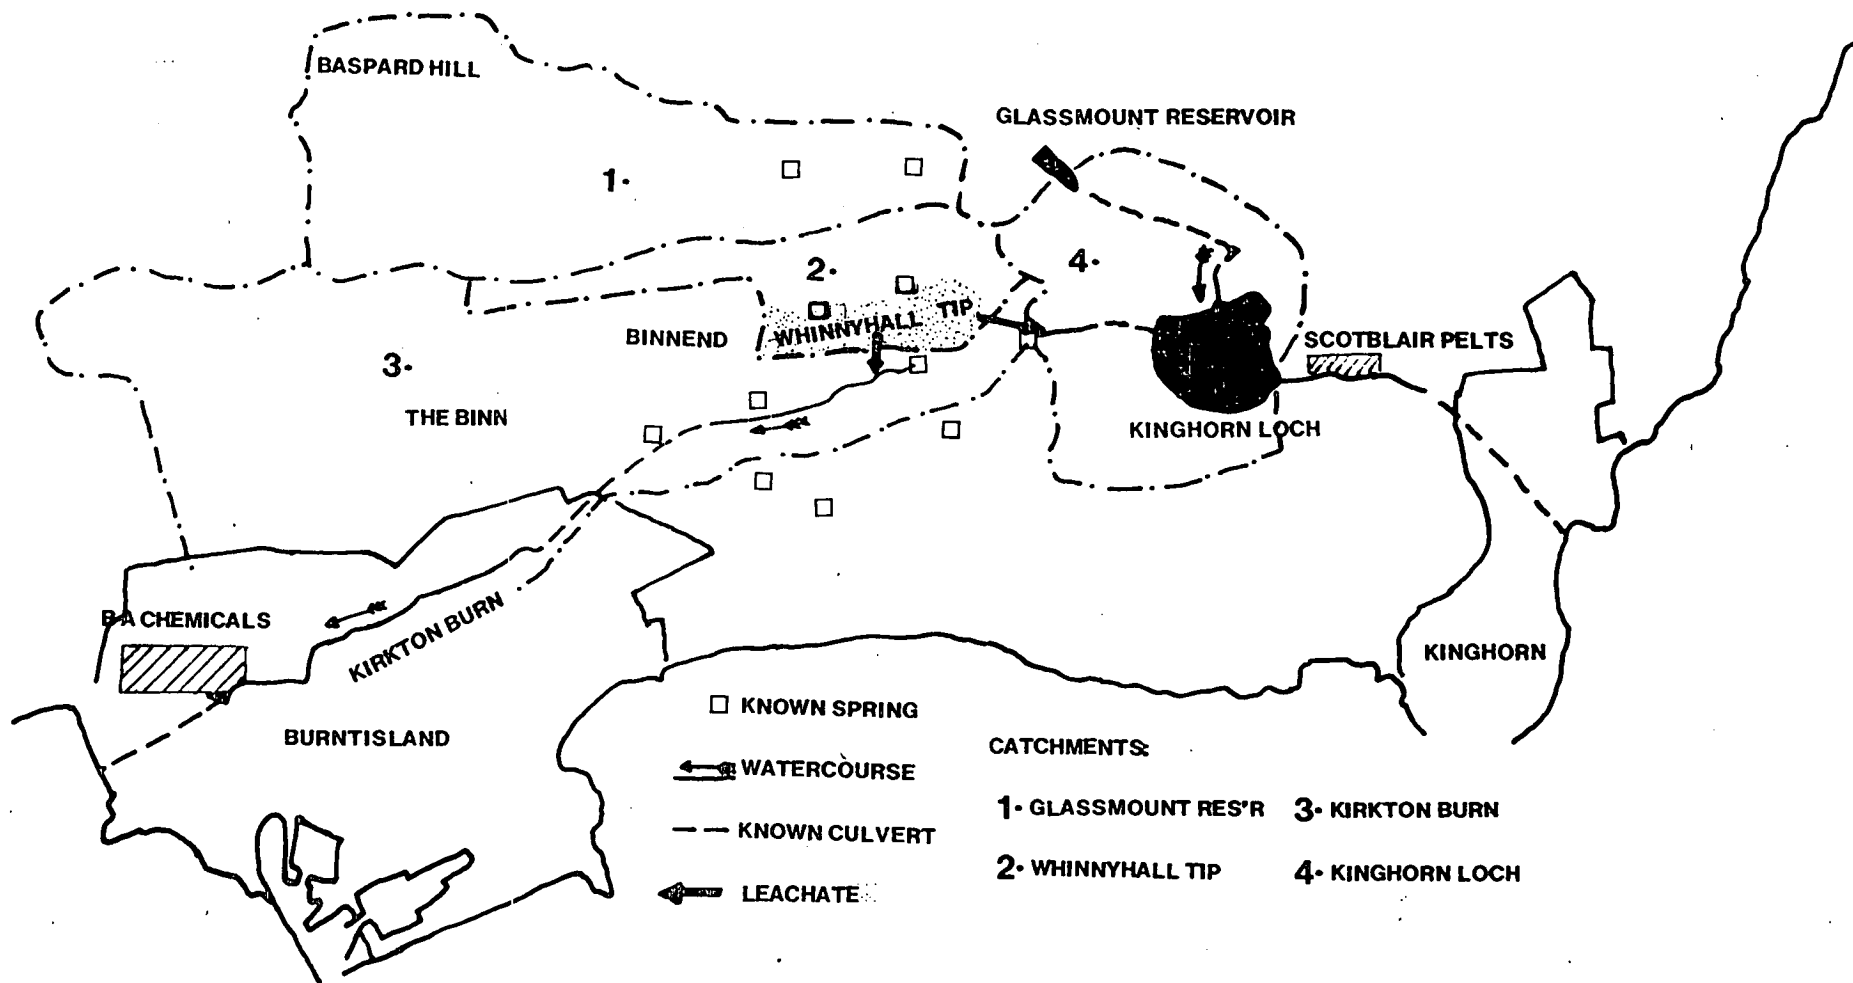 BASPARD HILL
GLASSMOUNT RESERVOIR
1.
2.
4.
WHINNYHALL TIP
BINNEND
SCOTBLAIR PELTS
3.
THE BINN
KINGHORN LOCH
B A CHEMICALS
KIRKTON BURN
KINGHORN
BURNTISLAND
KNOWN SPRING
WATERCOURSE
KNOWN CULVERT
LEACHATE
CATCHMENTS:
1. GLASSMOUNT RES'R
3. KIRKTON BURN
2. WHINNYHALL TIP
4. KINGHORN LOCH